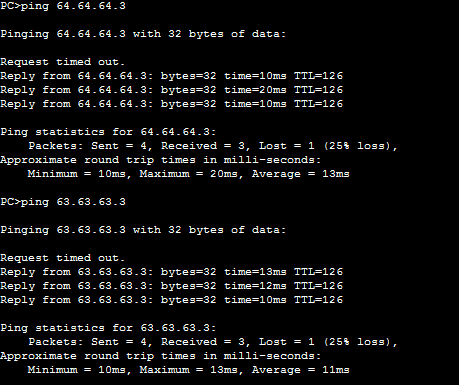 PC>ping 64.64.64.3
Pinging 64.64.64.3 with 32 bytes of data:
Request timed out.
Reply from 64.64.64.3: bytes=32 time=10ms TTL=126
Reply from 64.64.64.3: bytes=32 time=20ms TTL=126
Reply from 64.64.64.3: bytes=32 time=10ms TTL=126
Ping statistics for 64.64.64.3:
Packets: Sent = 4, Received = 3, Lost = 1 (25% loss),
Approximate round trip times in milli-seconds:
Minimum = 10ms, Maximum = 20ms, Average = 13ms
PC>ping 63.63.63.3
Pinging 63.63.63.3 with 32 bytes of data:
Request timed out.
Reply from 63.63.63.3: bytes=32 time=13ms TTL=126
Reply from 63.63.63.3: bytes=32 time=12ms TTL=126
Reply from 63.63.63.3: bytes=32 time=10ms TTL=126
Ping statistics for 63.63.63.3:
Packets: Sent = 4, Received = 3, Lost = 1 (25% loss),
Approximate round trip times in milli-seconds:
Minimum = 10ms, Maximum = 13ms, Average = 11ms